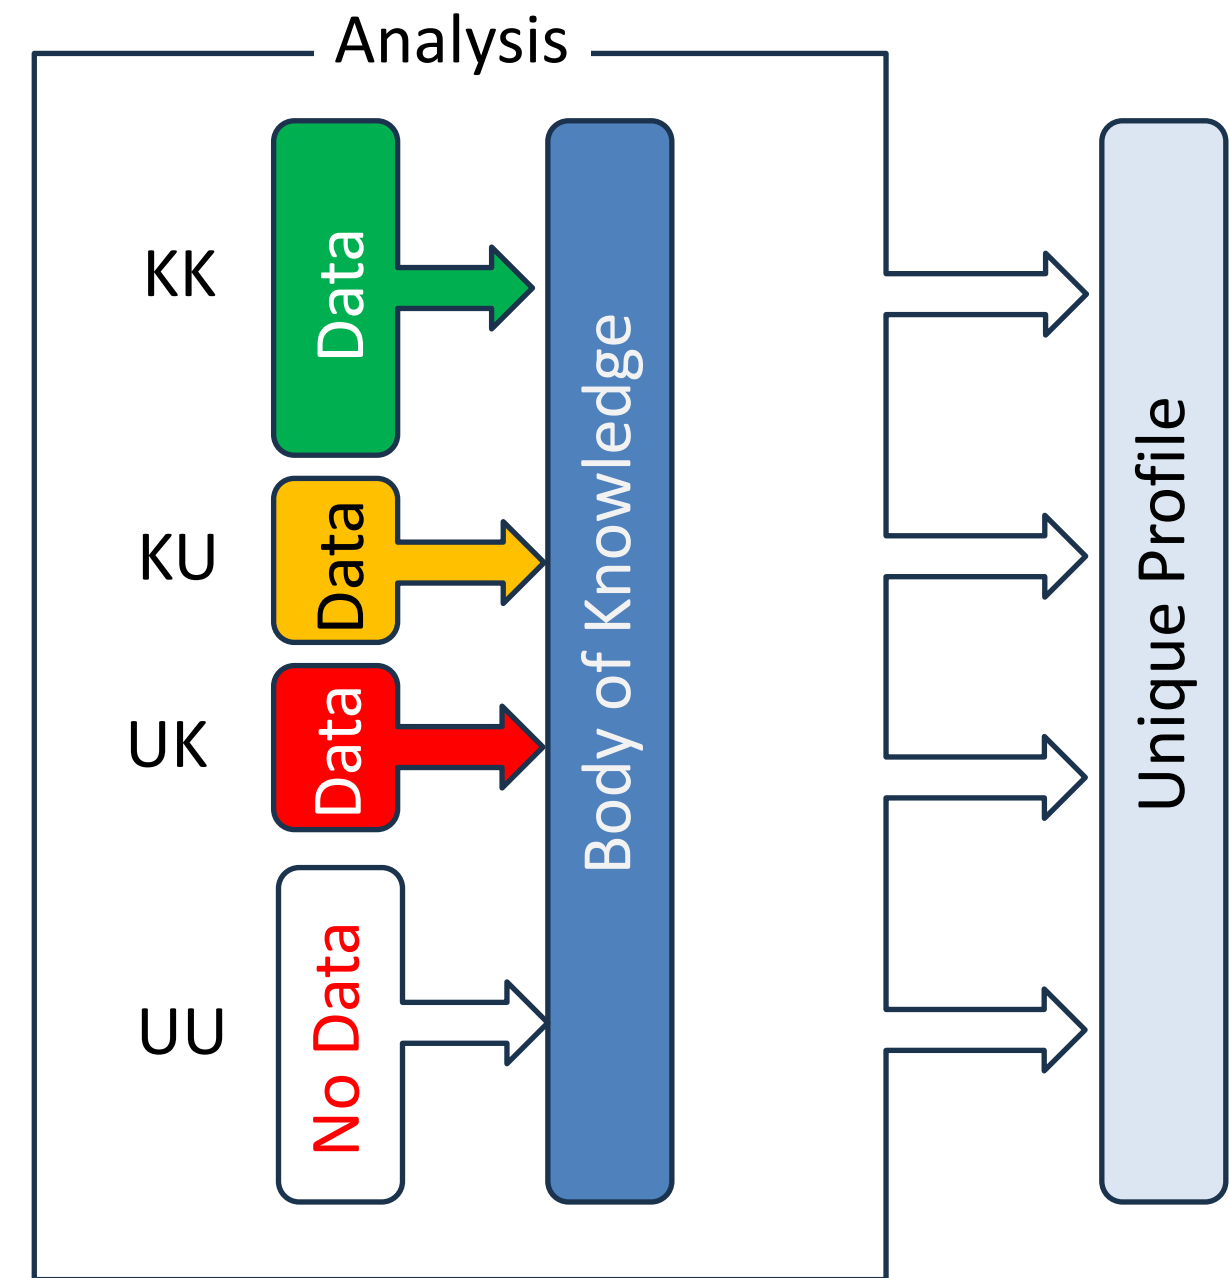 Analysis
KK
Data
KU
Data
UK
Data
UU
No Data
Body of Knowledge
Unique Profile